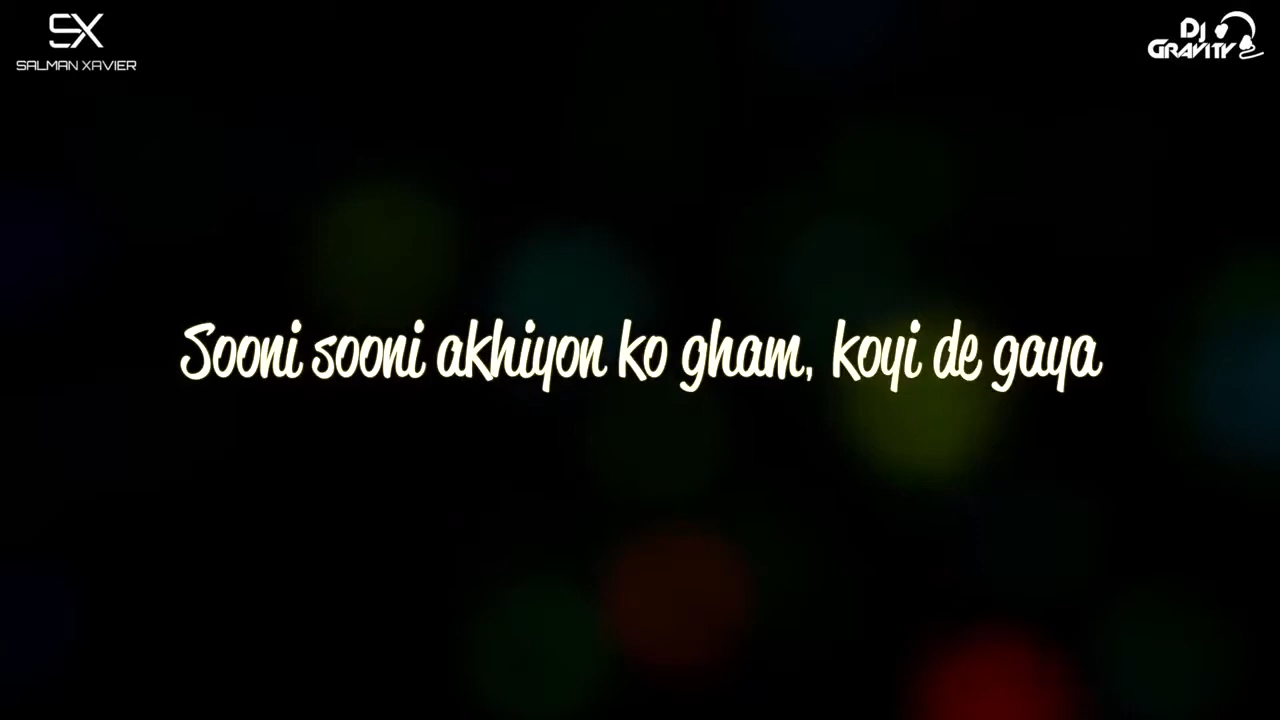 SX
SALMAN XAVIER
DJ
GRAVITY
Sooni sooni akhiyon ko gham, koyi de gaya